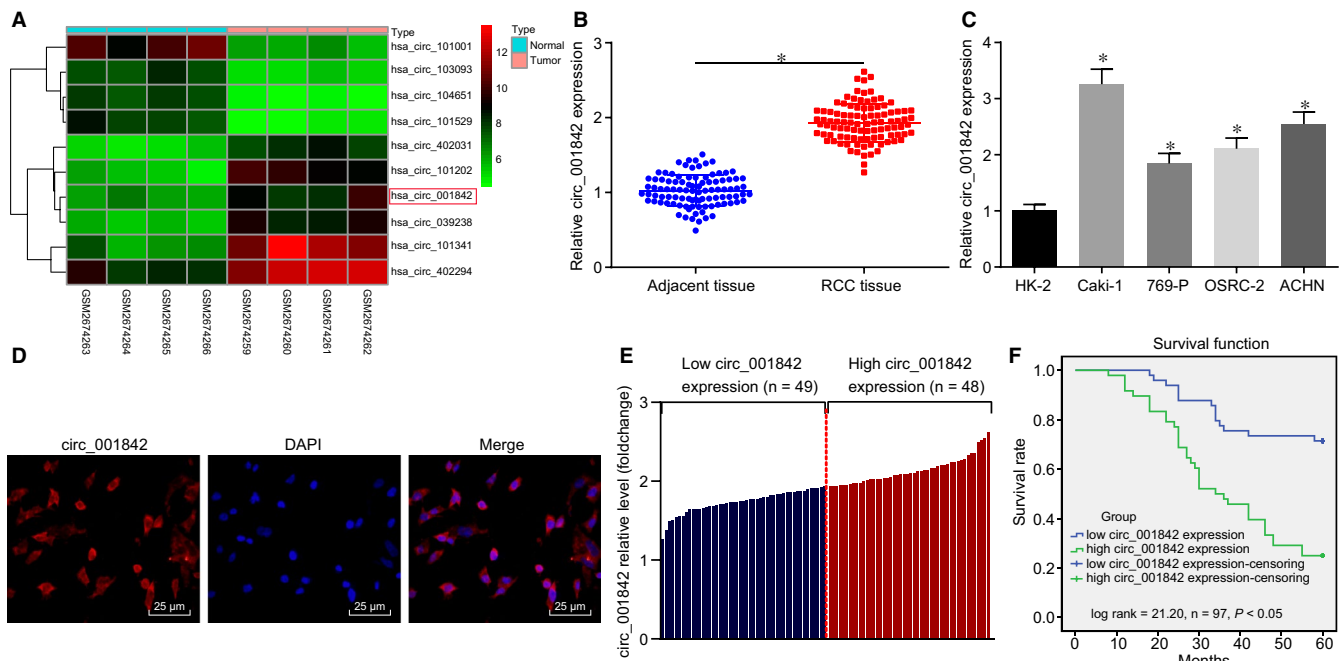 A
Type
hsa_circ_101001
hsa_circ_103093
hsa_circ_104651
hsa_circ_101529
hsa_circ_402031
hsa_circ_101202
hsa_circ_001842
hsa_circ_039238
hsa_circ_101341
hsa_circ_402294
GSM2674263
GSM2674264
GSM2674265
GSM2674266
GSM2674259
GSM2674260
GSM2674261
GSM2674262
Type
Normal
Tumor
12
10
8
6
4
B
Relative circ_001842 expression
3
2
1
0
*
Adjacent tissue
RCC tissue
C
Relative circ_001842 expression
4
3
2
1
0
*
*
*
*
HK-2
Caki-1
769-P
OSRC-2
ACHN
D
circ_001842
DAPI
Merge
25 µm
25 µm
25 µm
E
Low circ_001842
expression (n = 49)
High circ_001842
expression (n = 48)
circ_001842 relative level (foldchange)
3
2
1
0
F
Survival function
Survival rate
1.0
0.8
0.6
0.4
0.2
0.0
Group
low circ_001842 expression
high circ_001842 expression
low circ_001842 expression-censoring
high circ_001842 expression-censoring
log rank = 21.20, n = 97, P < 0.05
0 10 20 30 40 50 60
Months